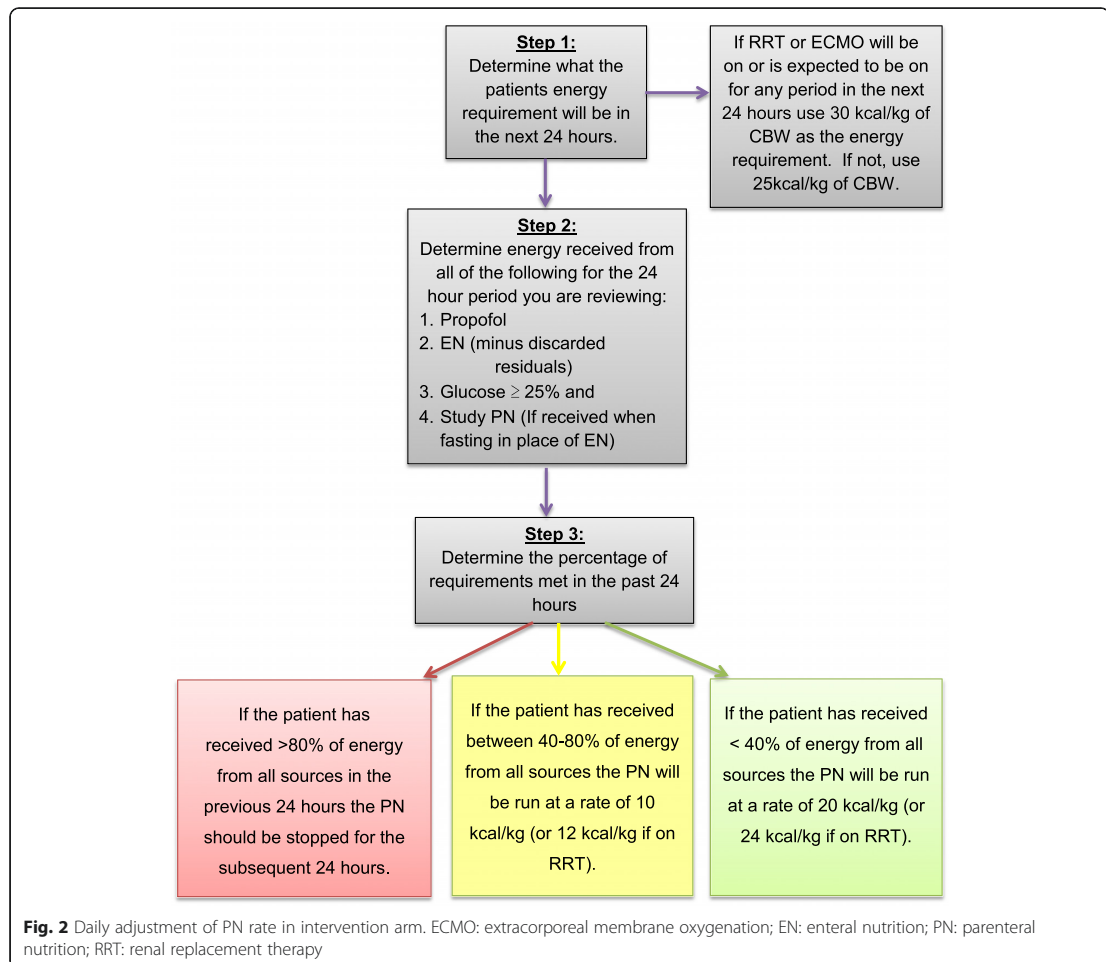 Step 1:
Determine what the
patients energy
requirement will be in
the next 24 hours.
If RRT or ECMO will be
on or is expected to be on
for any period in the next
24 hours use 30 kcal/kg of
CBW as the energy
requirement.  If not, use
25kcal/kg of CBW.
Step 2:
Determine energy received from
all of the following for the 24
hour period you are reviewing:
1. Propofol
2. EN (minus discarded
residuals)
3. Glucose ≥ 25% and
4. Study PN (If received when
fasting in place of EN)
Step 3:
Determine the percentage of
requirements met in the past 24
hours
If the patient has
received >80% of energy
from all sources in the
previous 24 hours the PN
should be stopped for the
subsequent 24 hours.
If the patient has received
between 40-80% of energy
from all sources the PN will
be run at a rate of 10
kcal/kg (or 12 kcal/kg if on
RRT).
If the patient has received
< 40% of energy from all
sources the PN will be run
at a rate of 20 kcal/kg (or
24 kcal/kg if on RRT).
Fig. 2 Daily adjustment of PN rate in intervention arm. ECMO: extracorporeal membrane oxygenation; EN: enteral nutrition; PN: parenteral
nutrition; RRT: renal replacement therapy